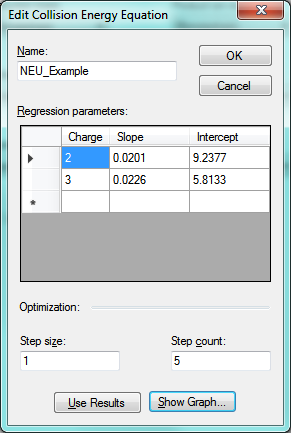 Edit Collision Energy Equation
Name:
NEU_Example
OK
Cancel
Regression parameters:
Charge Slope Intercept
2 0.0201 9.2377
3 0.0226 5.8133
*
Optimization:
Step size: Step count:
1 5
Use Results Show Graph...